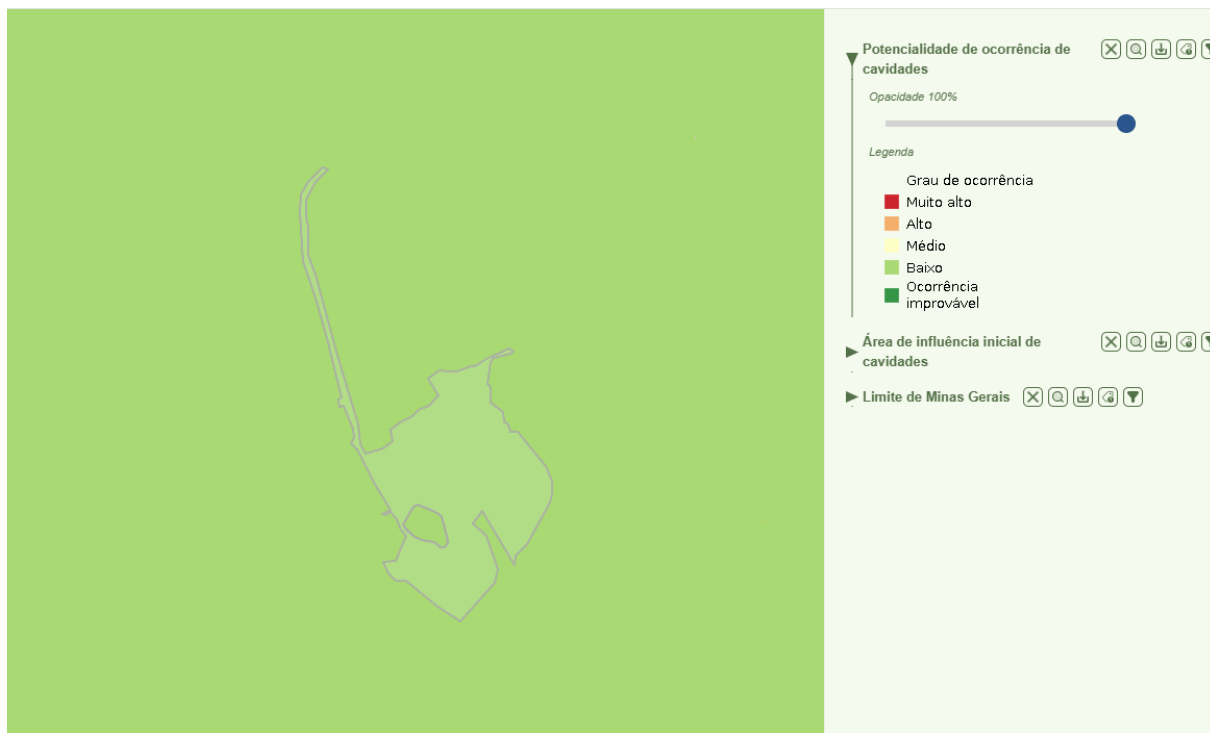 Potencialidade de ocorrência de
cavidades
Opacidade 100%
Legenda
Grau de ocorrência
Muito alto
Alto
Médio
Baixo
Ocorrência
improvável
Área de influência inicial de
cavidades
Limite de Minas Gerais